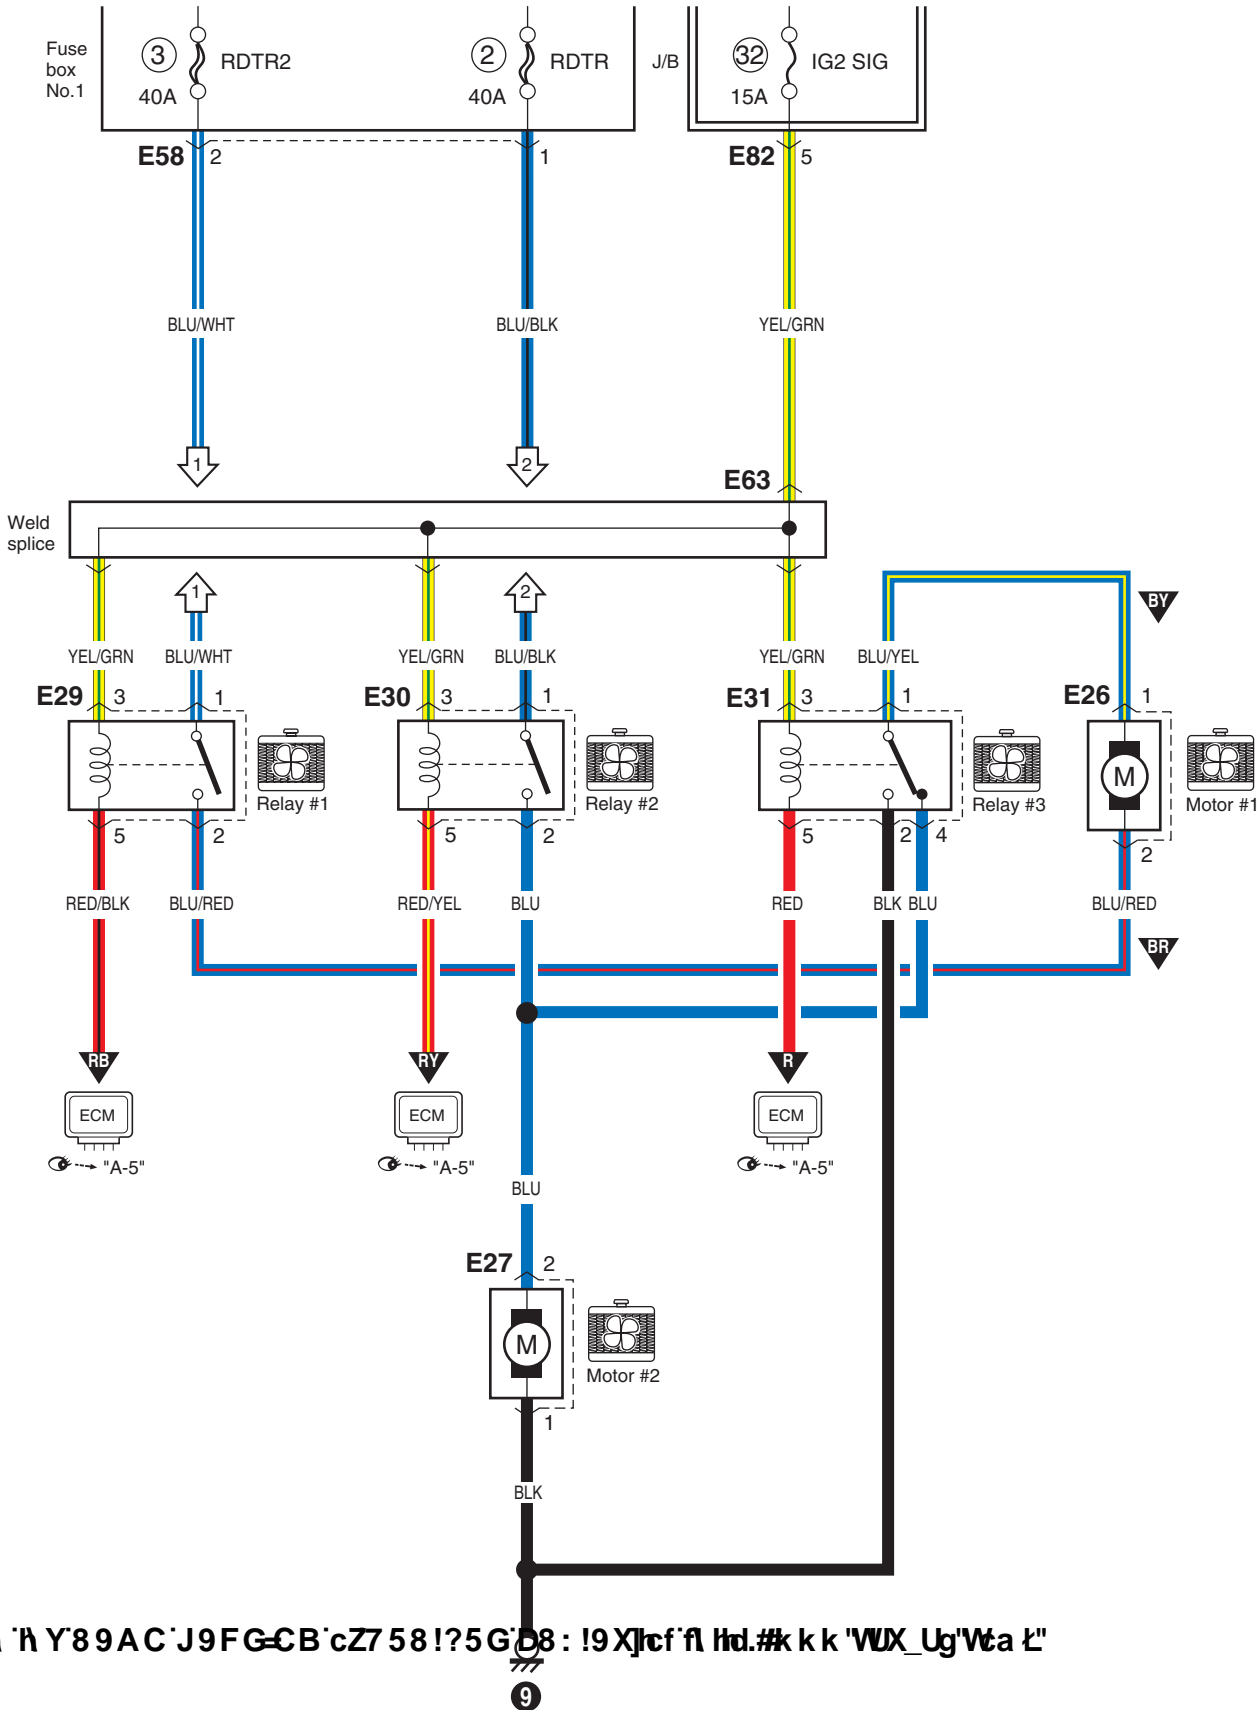 Fuse
box
No.1
3
RDTR2
40A
2
RDTR
40A
J/B
32
IG2 SIG
15A
E58
2
1
E82
5
BLU/WHT
BLU/BLK
YEL/GRN
1
2
E63
Weld
splice
1
2
BY
YEL/GRN
BLU/WHT
YEL/GRN
BLU/BLK
YEL/GRN
BLU/YEL
E29
3
1
E30
3
1
E31
3
1
E26
1
M
Relay #1
Relay #2
Relay #3
Motor #1
5
2
5
2
5
2
4
2
RED/BLK
BLU/RED
RED/YEL
BLU
RED
BLK
BLU
BLU/RED
BR
RB
RY
R
ECM
ECM
ECM
"A-5"
"A-5"
"A-5"
BLU
E27
2
M
Motor #2
1
BLK
9